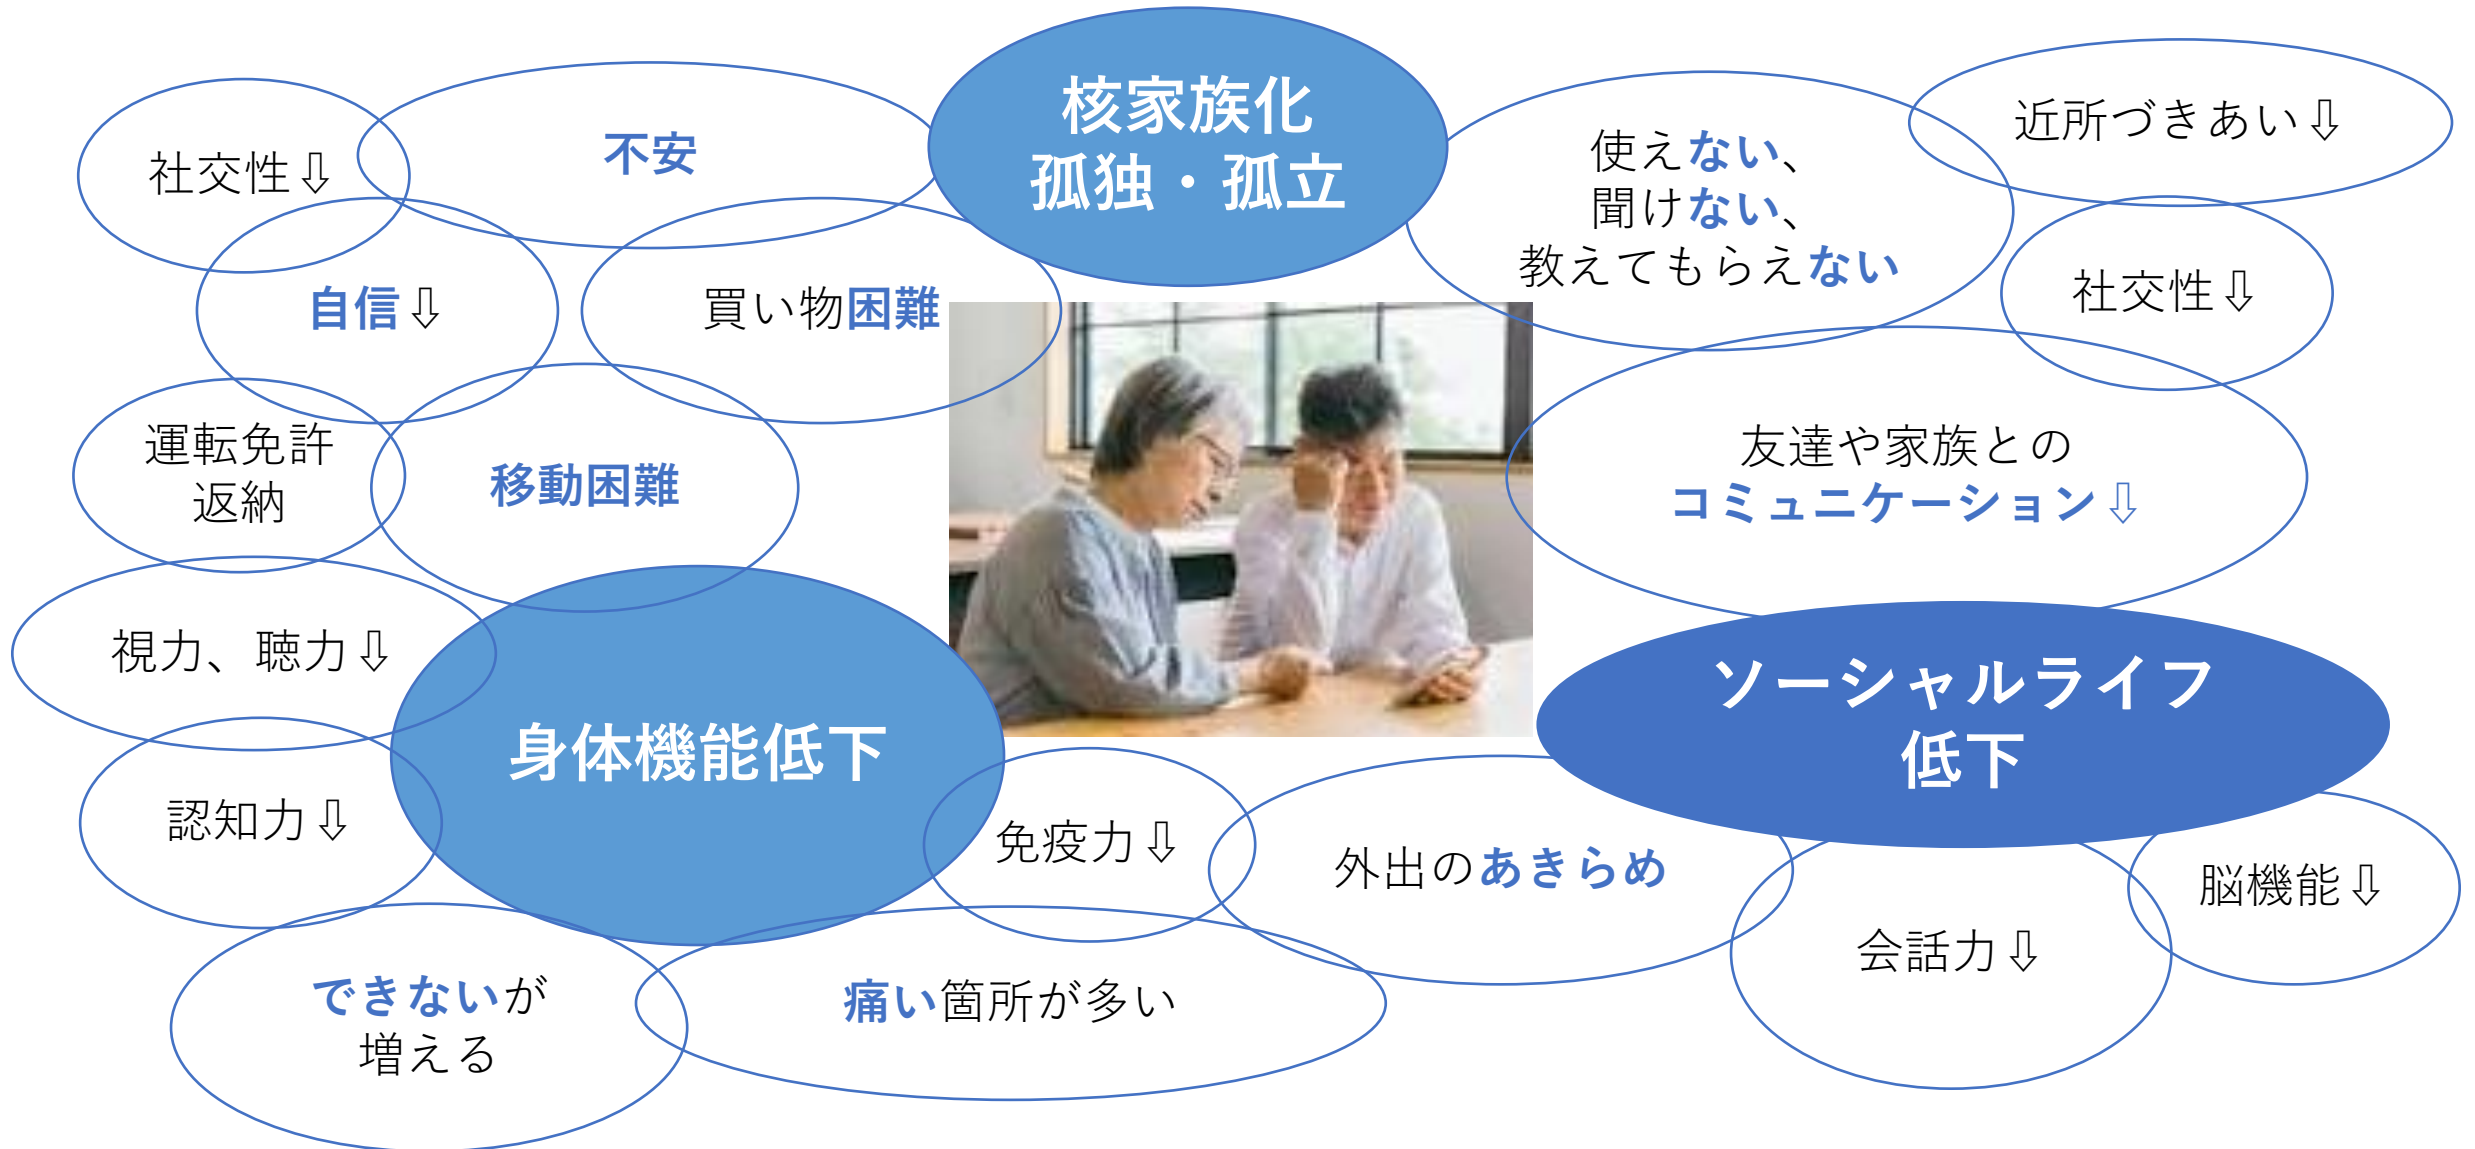 核家族化
孤独・孤立
社交性⇩
不安
自信⇩
買い物困難
運転免許
返納
移動困難
視力、聴力⇩
身体機能低下
認知力⇩
できないが
増える
痛い箇所が多い
免疫力⇩
外出のあきらめ
使えない、
聞けない、
教えてもらえない
近所づきあい⇩
社交性⇩
友達や家族との
コミュニケーション⇩
ソーシャルライフ
低下
会話力⇩
脳機能⇩